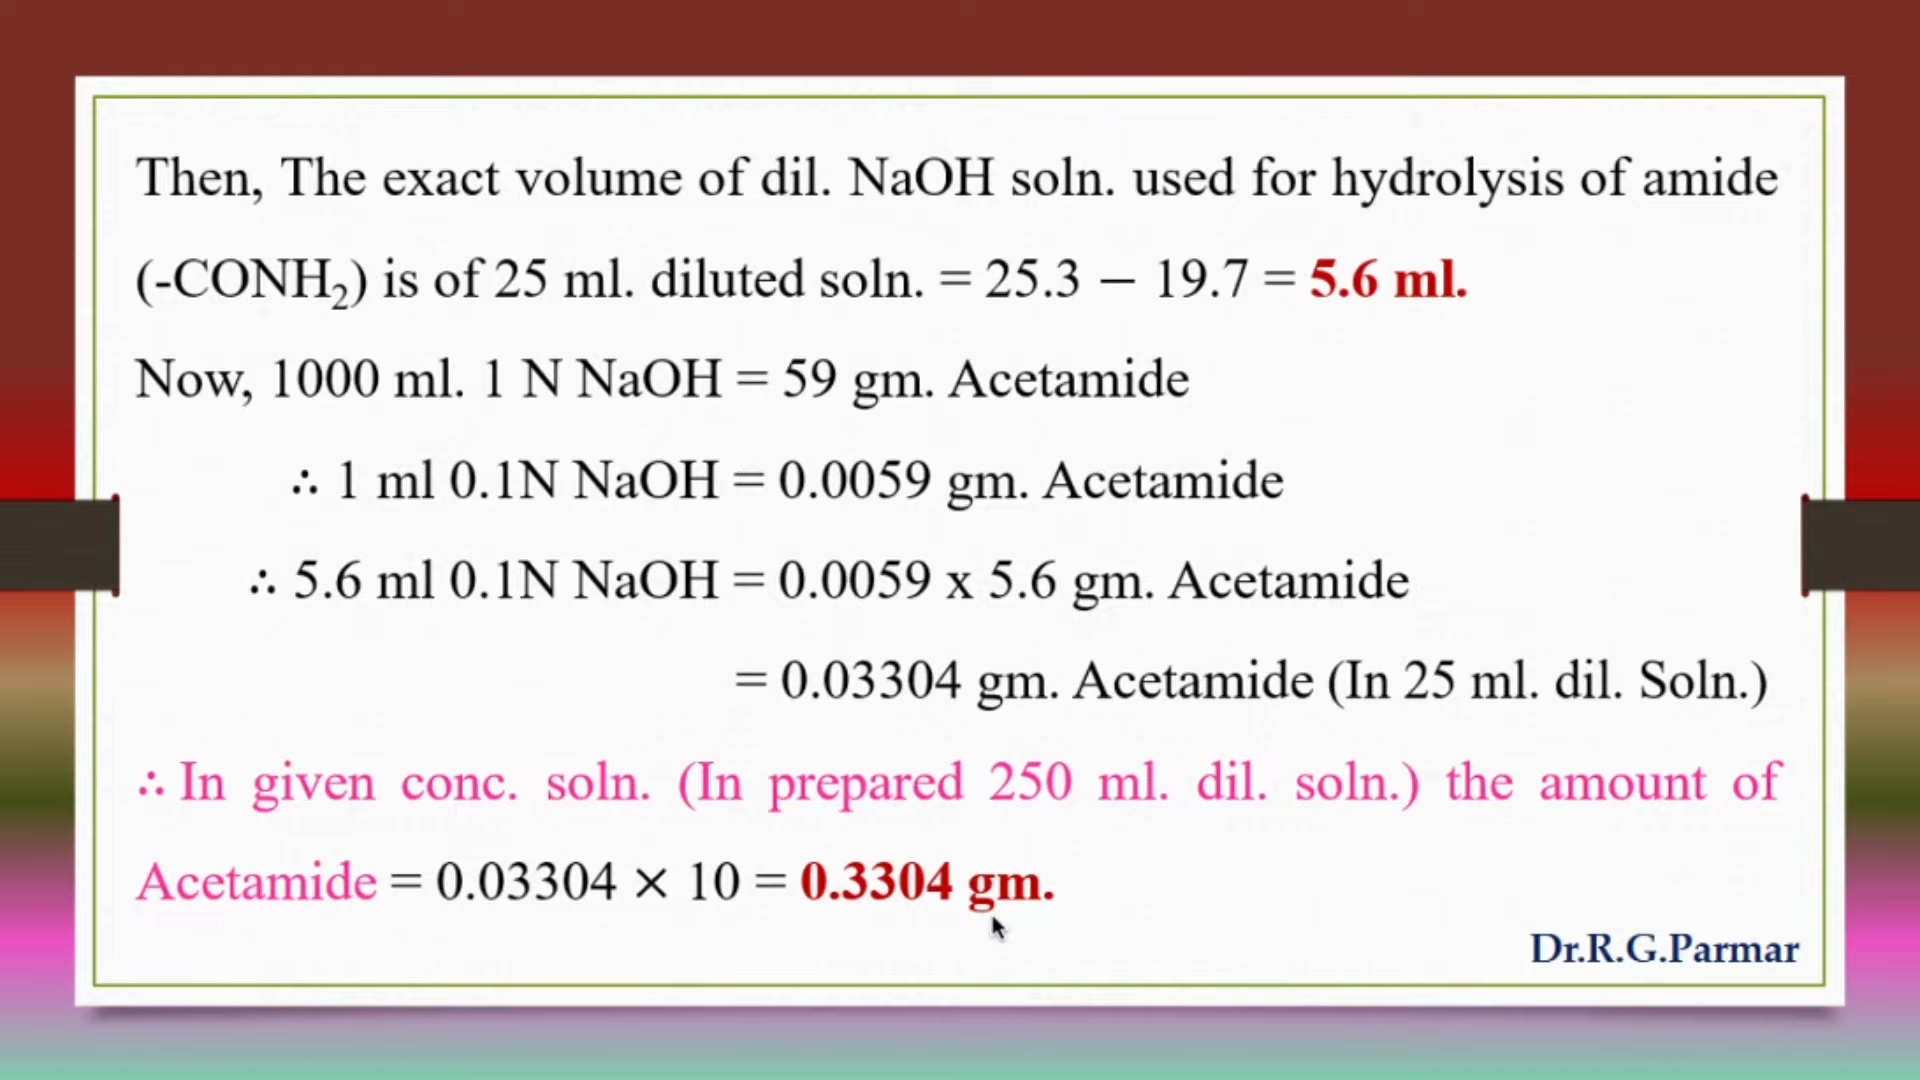 Then, The exact volume of dil. NaOH soln. used for hydrolysis of amide
(-CONH₂) is of 25 ml. diluted soln. = 25.3 – 19.7 = 5.6 ml.
Now, 1000 ml. 1 N NaOH = 59 gm. Acetamide
∴ 1 ml 0.1N NaOH = 0.0059 gm. Acetamide
∴ 5.6 ml 0.1N NaOH = 0.0059 x 5.6 gm. Acetamide
= 0.03304 gm. Acetamide (In 25 ml. dil. Soln.)
∴ In given conc. soln. (In prepared 250 ml. dil. soln.) the amount of
Acetamide = 0.03304 × 10 = 0.3304 gm.
Dr.R.G.Parmar